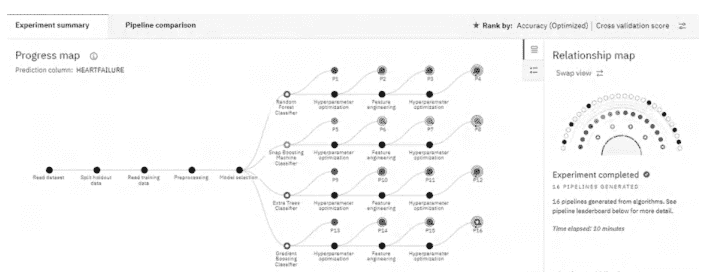 Experiment summary
Pipeline comparison
★ Rank by: Accuracy (Optimized) | Cross validation score
Progress map
Prediction column: HEARTFAILURE
Relationship map
Swap view
Read dataset
Split holdout
data
Read training
data
Preprocessing
Model selection
P1
P2
P3
P4
Random
Forest
Classifier
Hyperparameter
optimization
Feature
engineering
Hyperparameter
optimization
P5
P6
P7
P8
Snap Boosting
Machine
Classifier
Hyperparameter
optimization
Feature
engineering
Hyperparameter
optimization
P9
P10
P11
P12
Extra Trees
Classifier
Hyperparameter
optimization
Feature
engineering
Hyperparameter
optimization
P13
P14
P15
P16
Gradient
Boosting
Classifier
Hyperparameter
optimization
Feature
engineering
Hyperparameter
optimization
Experiment completed
16 PIPELINES GENERATED
16 pipelines generated from algorithms. See
pipeline leaderboard below for more detail.
Time elapsed: 10 minutes